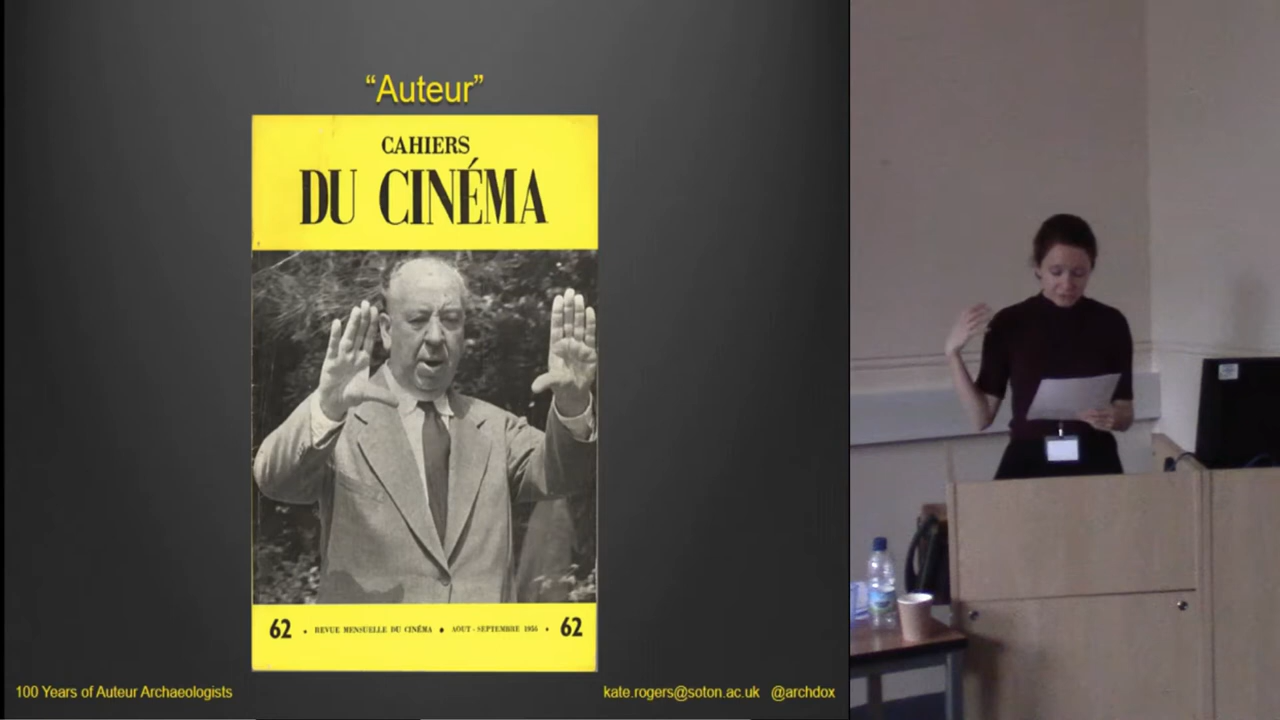 “Auteur”
CAHIERS
DU CINÉMA
62 • REVUE MENSUELLE DU CINÉMA ♦ AOUT - SEPTEMBRE 1956 • 62
100 Years of Auteur Archaeologists
kate.rogers@soton.ac.uk @archdox